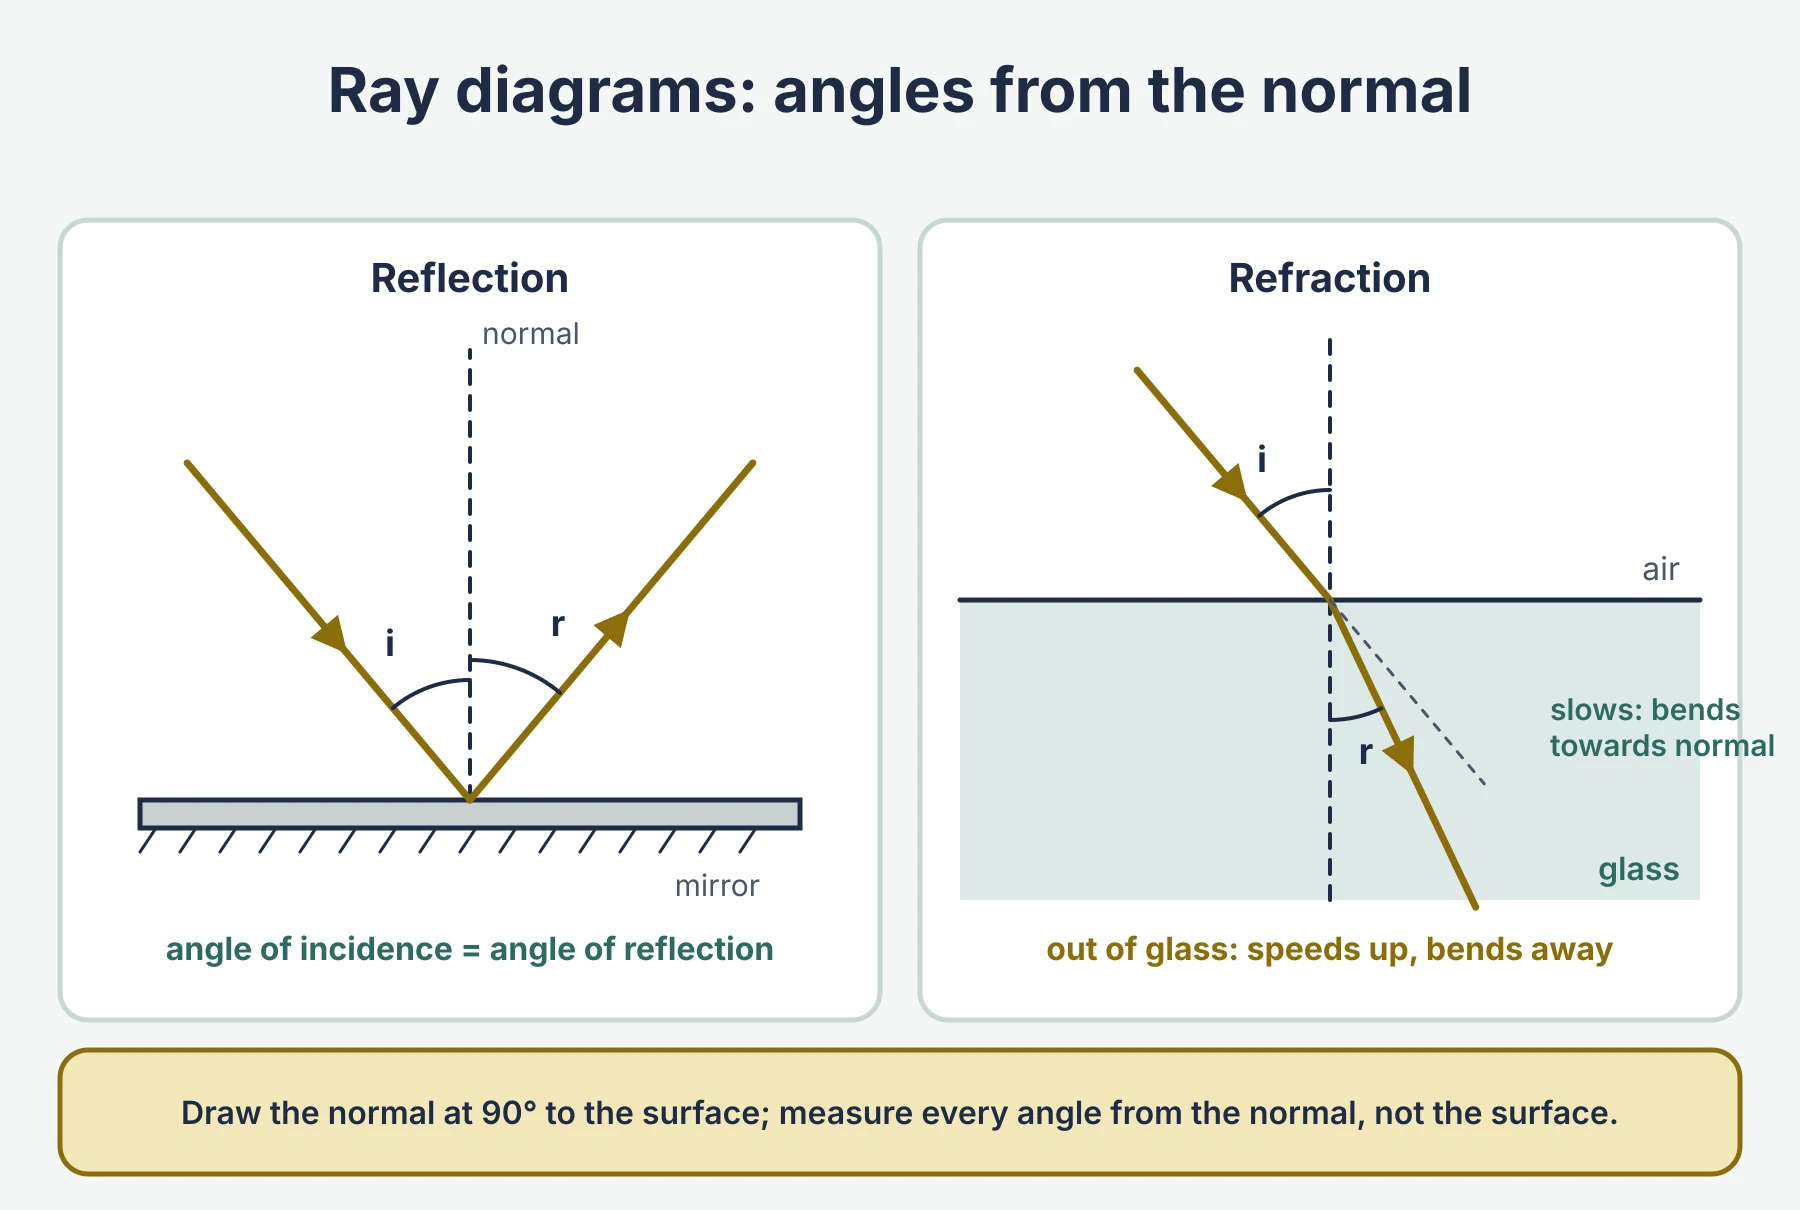 Ray diagrams: angles from the normal
Reflection
normal
i
r
mirror
angle of incidence = angle of reflection
Refraction
i
air
slows: bends
towards normal
r
glass
out of glass: speeds up, bends away
Draw the normal at 90° to the surface; measure every angle from the normal, not the surface.